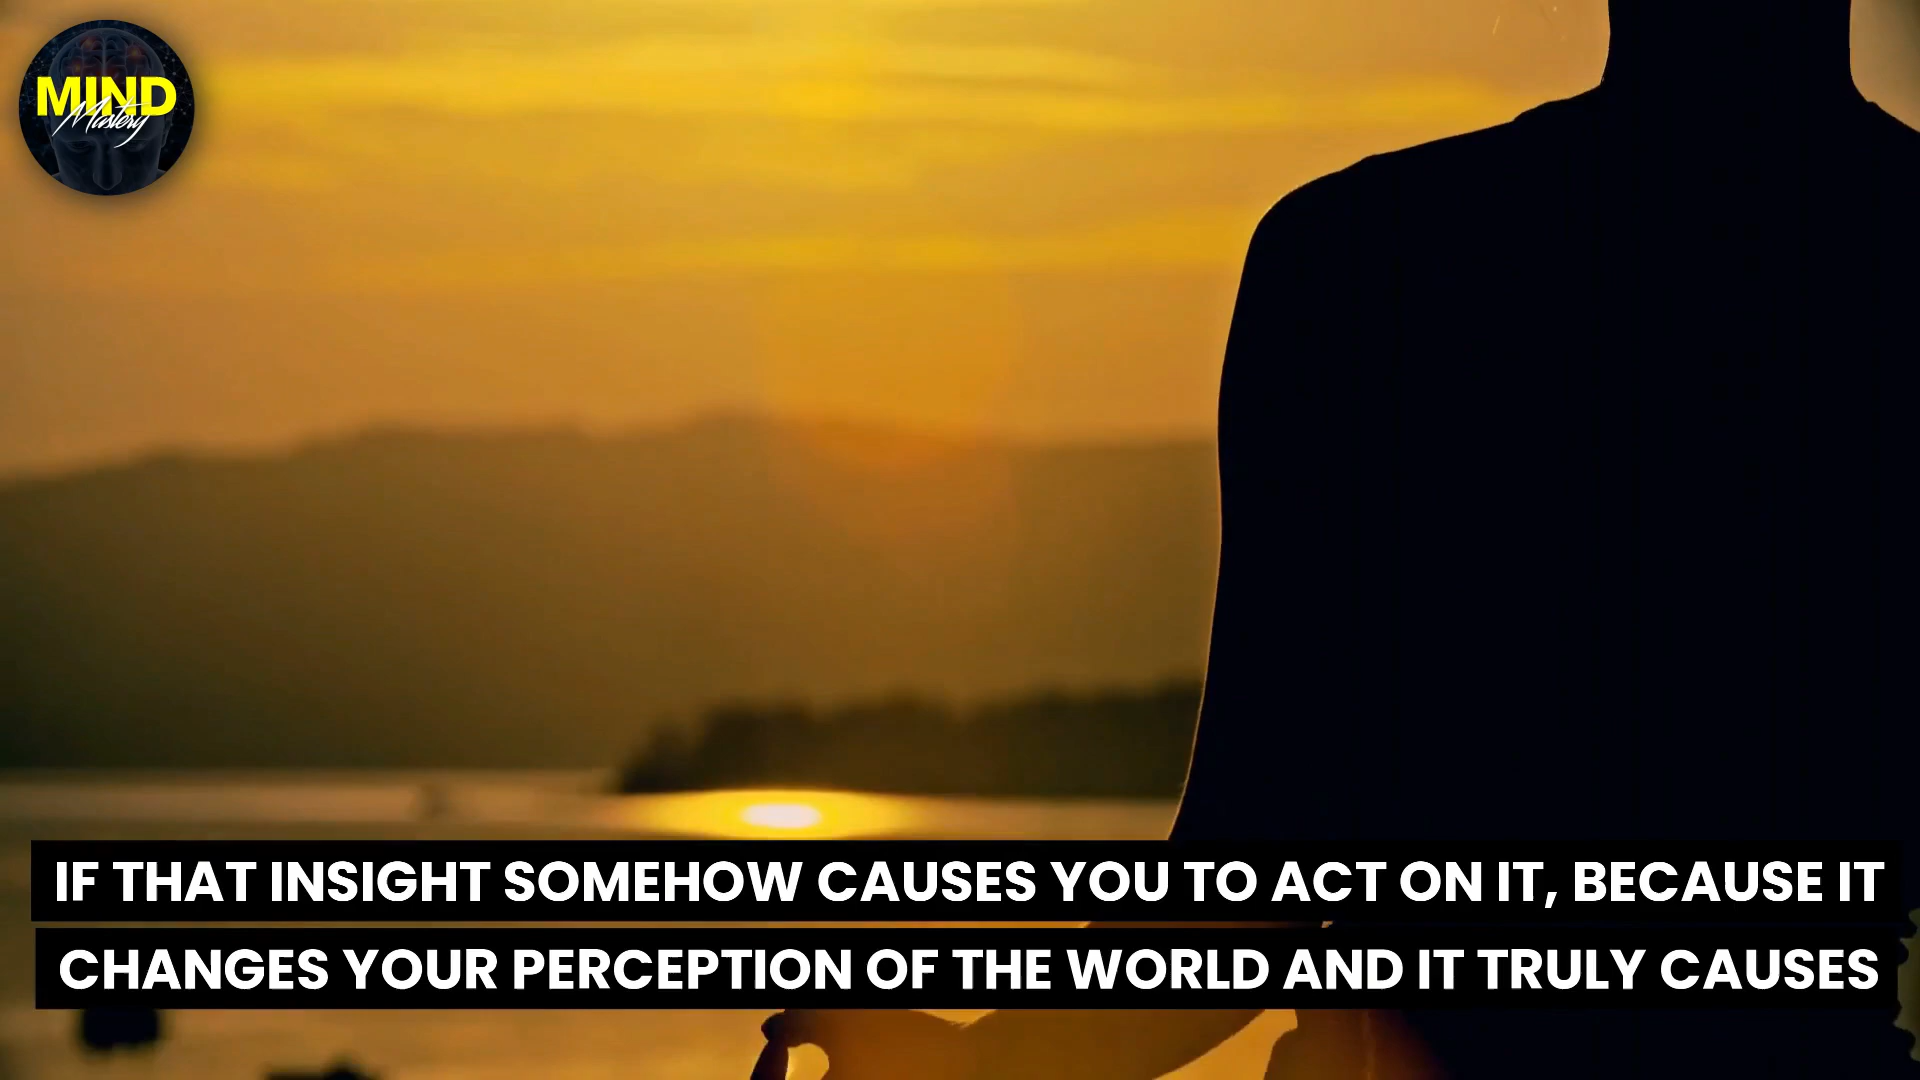 MIND
Mastery
IF THAT INSIGHT SOMEHOW CAUSES YOU TO ACT ON IT, BECAUSE IT
CHANGES YOUR PERCEPTION OF THE WORLD AND IT TRULY CAUSES